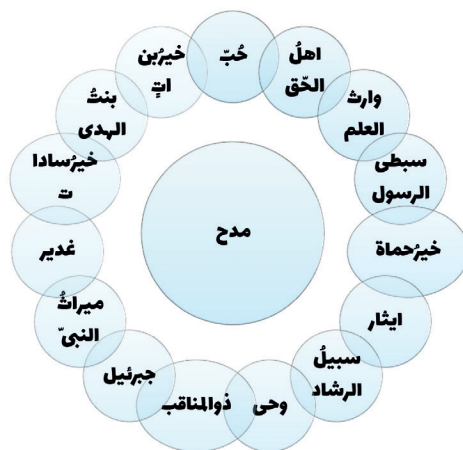 حُبّ
اهلُ
الحّق
وارث
العلم
سبطی
الرسول
خیرُحماة
ایثار
سبیلُ
الرشاد
وحی
ذوالمناقب
جبرئیل
میراثُ
النبیّ
غدیر
خیرُسادا
ت
بنتُ
الهدی
خیرُبن
اتٍ
مدح